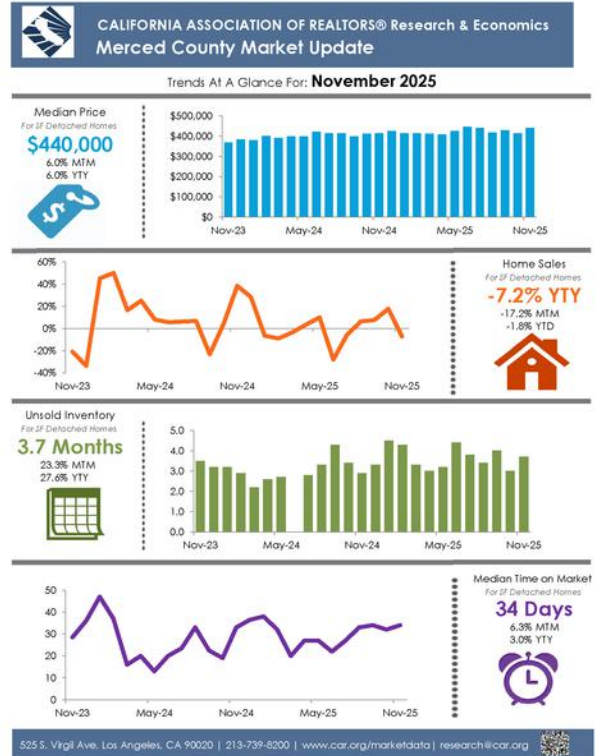 CALIFORNIA ASSOCIATION OF REALTORS® Research & Economics
Merced County Market Update
Trends At A Glance For: November 2025
Median Price
For SF Detached Homes
$440,000
6.0% MTM
6.0% YTY
$500,000
$400,000
$300,000
$200,000
$100,000
$0
Nov-23 May-24 Nov-24 May-25 Nov-25
60%
40%
20%
0%
-20%
-40%
Nov-23 May-24 Nov-24 May-25 Nov-25
Home Sales
For SF Detached Homes
-7.2% YTY
-17.2% MTM
-1.8% YTD
Unsold Inventory
For SF Detached Homes
3.7 Months
23.3% MTM
27.6% YTY
5.0
4.0
3.0
2.0
1.0
0.0
Nov-23 May-24 Nov-24 May-25 Nov-25
50
40
30
20
10
0
Nov-23 May-24 Nov-24 May-25 Nov-25
Median Time on Market
For SF Detached Homes
34 Days
6.3% MTM
3.0% YTY
525 S. Virgil Ave. Los Angeles, CA 90020 | 213-739-8200 | www.car.org/marketdata| research@car.org